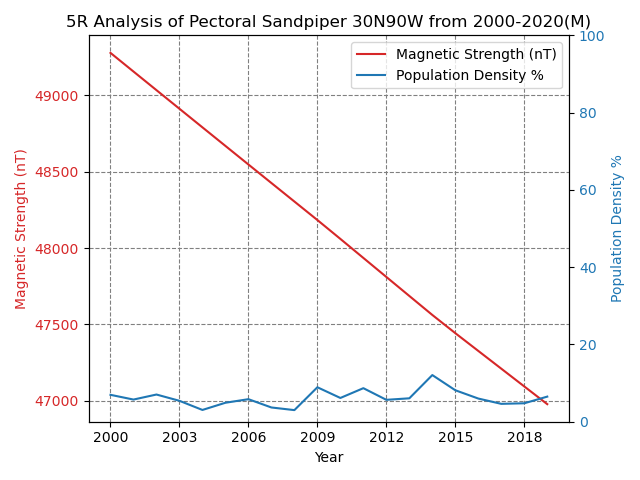 5R Analysis of Pectoral Sandpiper 30N90W from 2000-2020(M)
Magnetic Strength (nT)
Population Density %
Magnetic Strength (nT)
49000
48500
48000
47500
47000
100
80
60
40
20
0
Population Density %
2000 2003 2006 2009 2012 2015 2018
Year